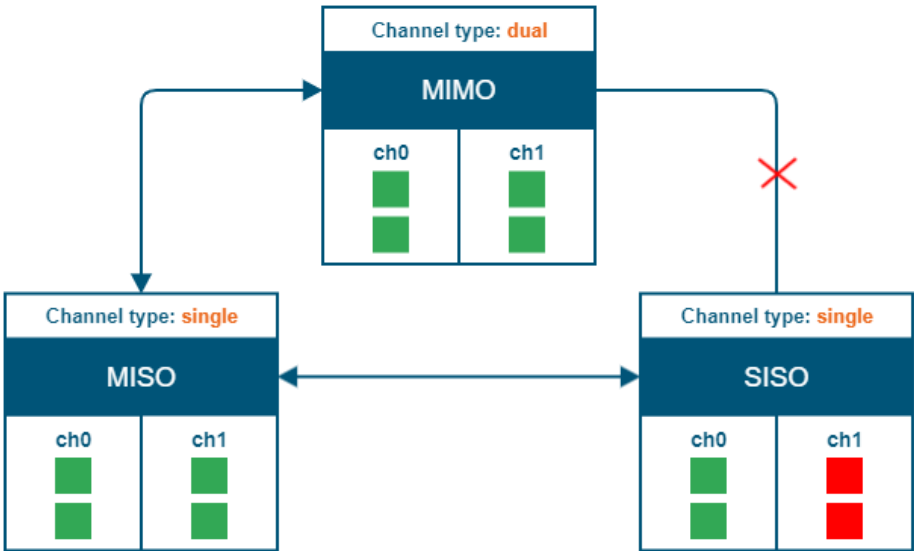 Channel type: dual
MIMO
ch0 ch1
Channel type: single
MISO
ch0 ch1
Channel type: single
SISO
ch0 ch1